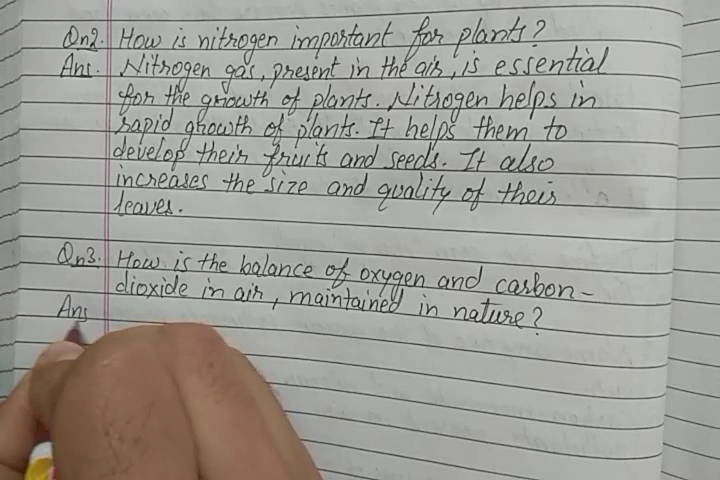 Qn2. How is nitrogen important for plants?
Ans. Nitrogen gas, present in the air, is essential
for the growth of plants. Nitrogen helps in
rapid growth of plants. It helps them to
develop their fruits and seeds. It also
increases the size and quality of their
leaves.
Qn3. How is the balance of oxygen and carbon-
dioxide in air, maintained in nature?
Ans